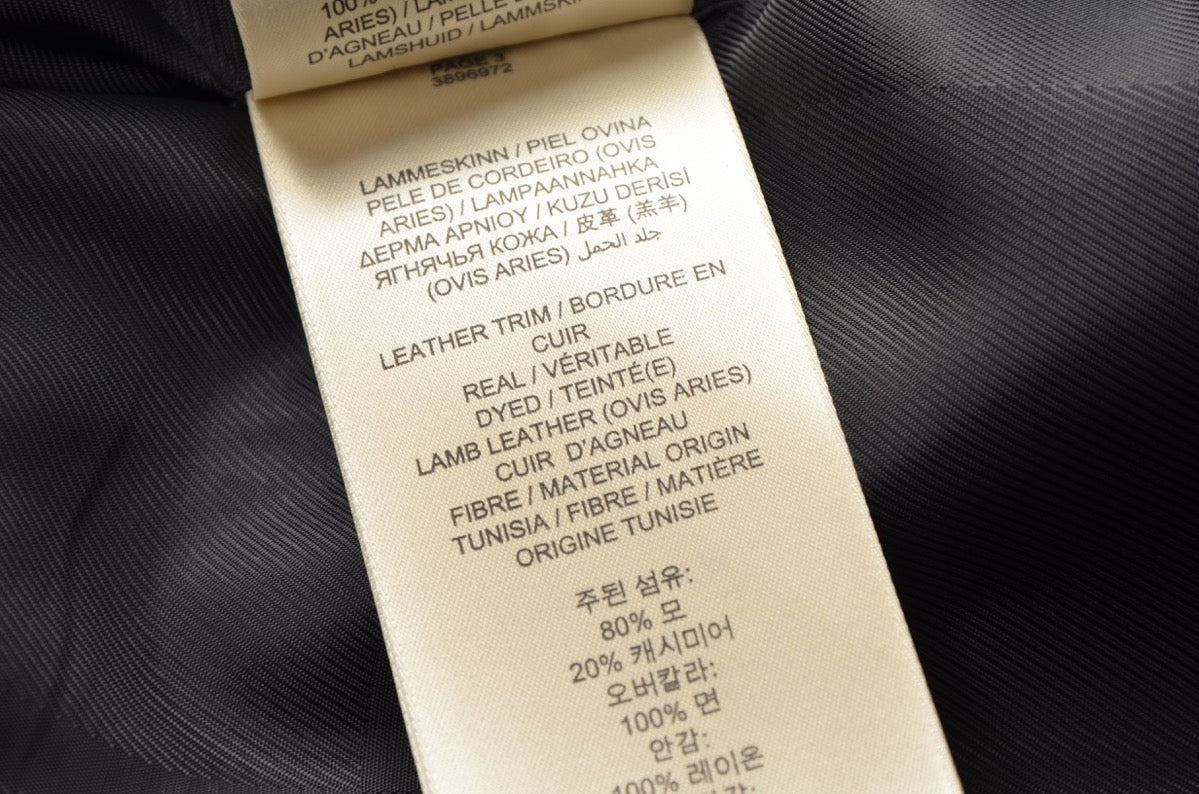 100%
ARIES) / LAM
D'AGNEAU / PELLE D
LAMSHUID / LAMMS
PAGE 3
3896972
LAMMESKINN / PIEL OVINA
PELE DE CORDEIRO (OVIS
ARIES) / LAMPAANNAHKA
ΔΕΡΜΑ ΑΡΝΙΟΥ / KUZU DERİSİ
ЯГНЯЧЬЯ КОЖА / 皮革 (羔羊)
(OVIS ARIES) جلد الحمل
LEATHER TRIM / BORDURE EN
CUIR
REAL / VÉRITABLE
DYED / TEINTÉ(E)
LAMB LEATHER (OVIS ARIES)
CUIR D'AGNEAU
FIBRE / MATERIAL ORIGIN
TUNISIA / FIBRE / MATIÈRE
ORIGINE TUNISIE
주된 섬유:
80% 모
20% 캐시미어
오버칼라:
100% 면
안감:
100% 레이온